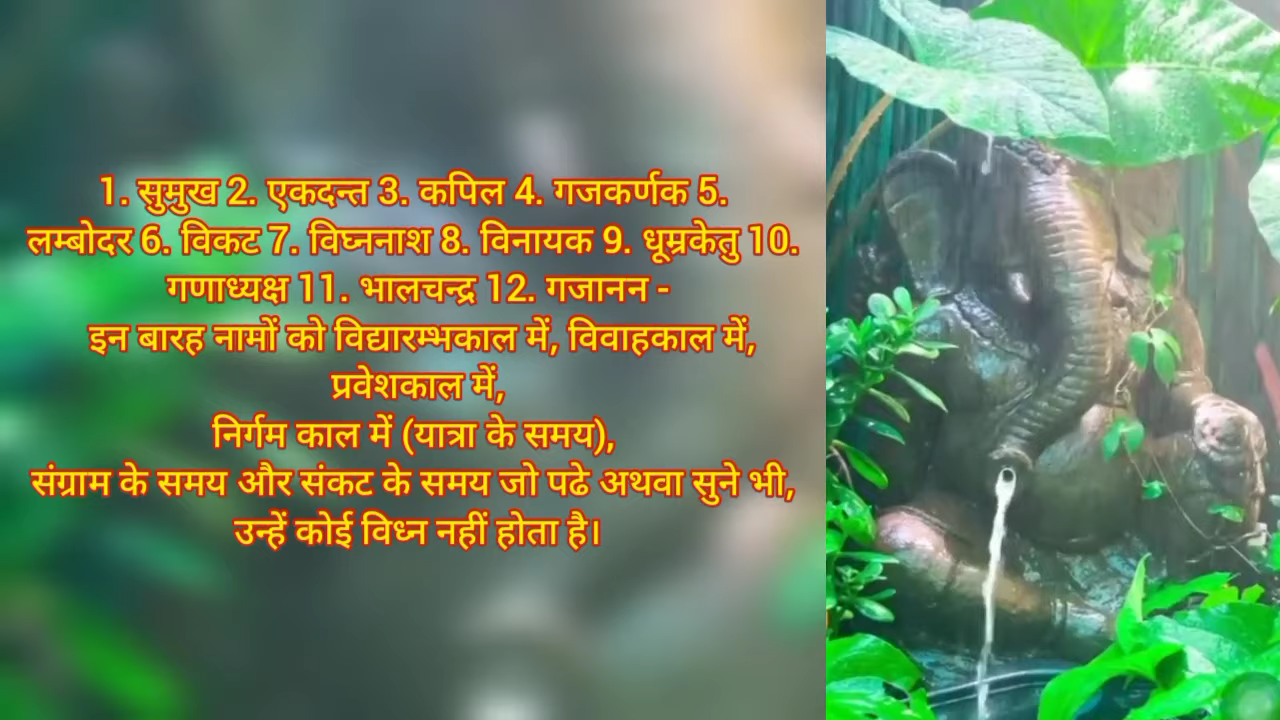 1. सुमुख 2. एकदन्त 3. कपिल 4. गजकर्णक 5.
लम्बोदर 6. विकट 7. विघ्ननाश 8. विनायक 9. धूम्रकेतु 10.
गणाध्यक्ष 11. भालचन्द्र 12. गजानन -
इन बारह नामों को विद्यारम्भकाल में, विवाहकाल में,
प्रवेशकाल में,
निर्गम काल में (यात्रा के समय),
संग्राम के समय और संकट के समय जो पढे अथवा सुने भी,
उन्हें कोई विध्न नहीं होता है।